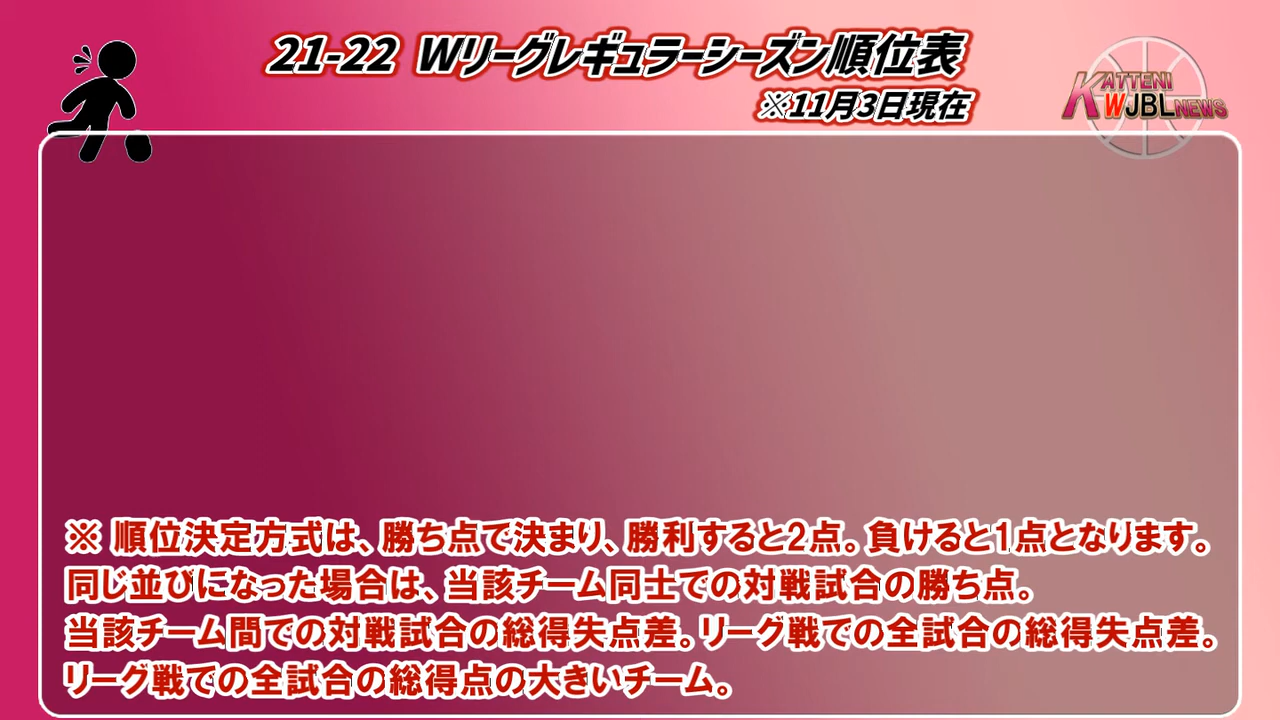 21-22 Wリーグレギュラーシーズン順位表
※11月3日現在
KATTENI
WJBLNEWS
※ 順位決定方式は、勝ち点で決まり、勝利すると2点。負けると1点となります。
同じ並びになった場合は、当該チーム同士での対戦試合の勝ち点。
当該チーム間での対戦試合の総得失点差。リーグ戦での全試合の総得失点差。
リーグ戦での全試合の総得点の大きいチーム。